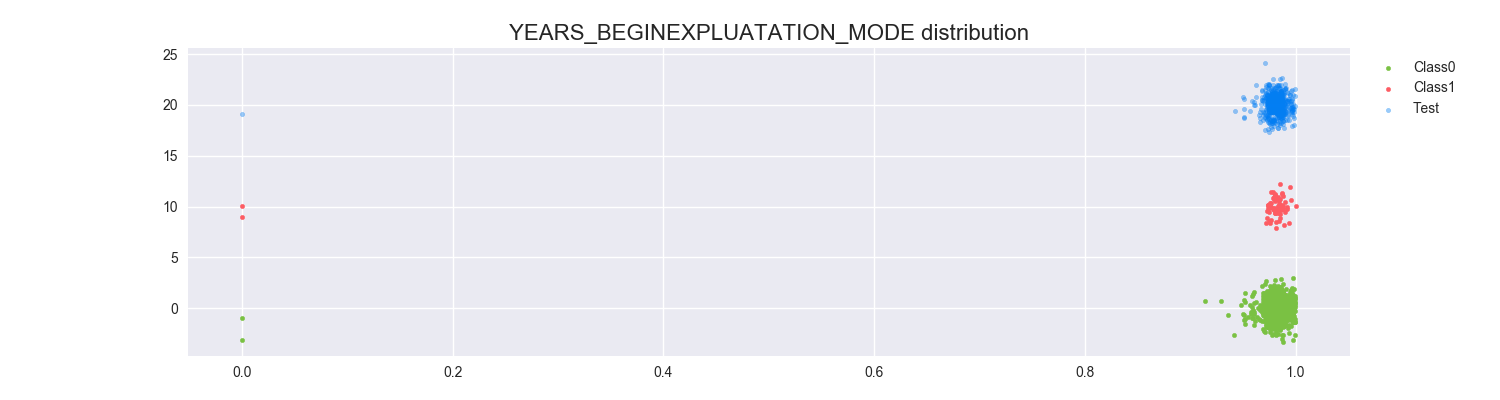 YEARS_BEGINEXPLUATATION_MODE distribution
25
20
15
10
5
0
0.0 0.2 0.4 0.6 0.8 1.0
Class0
Class1
Test